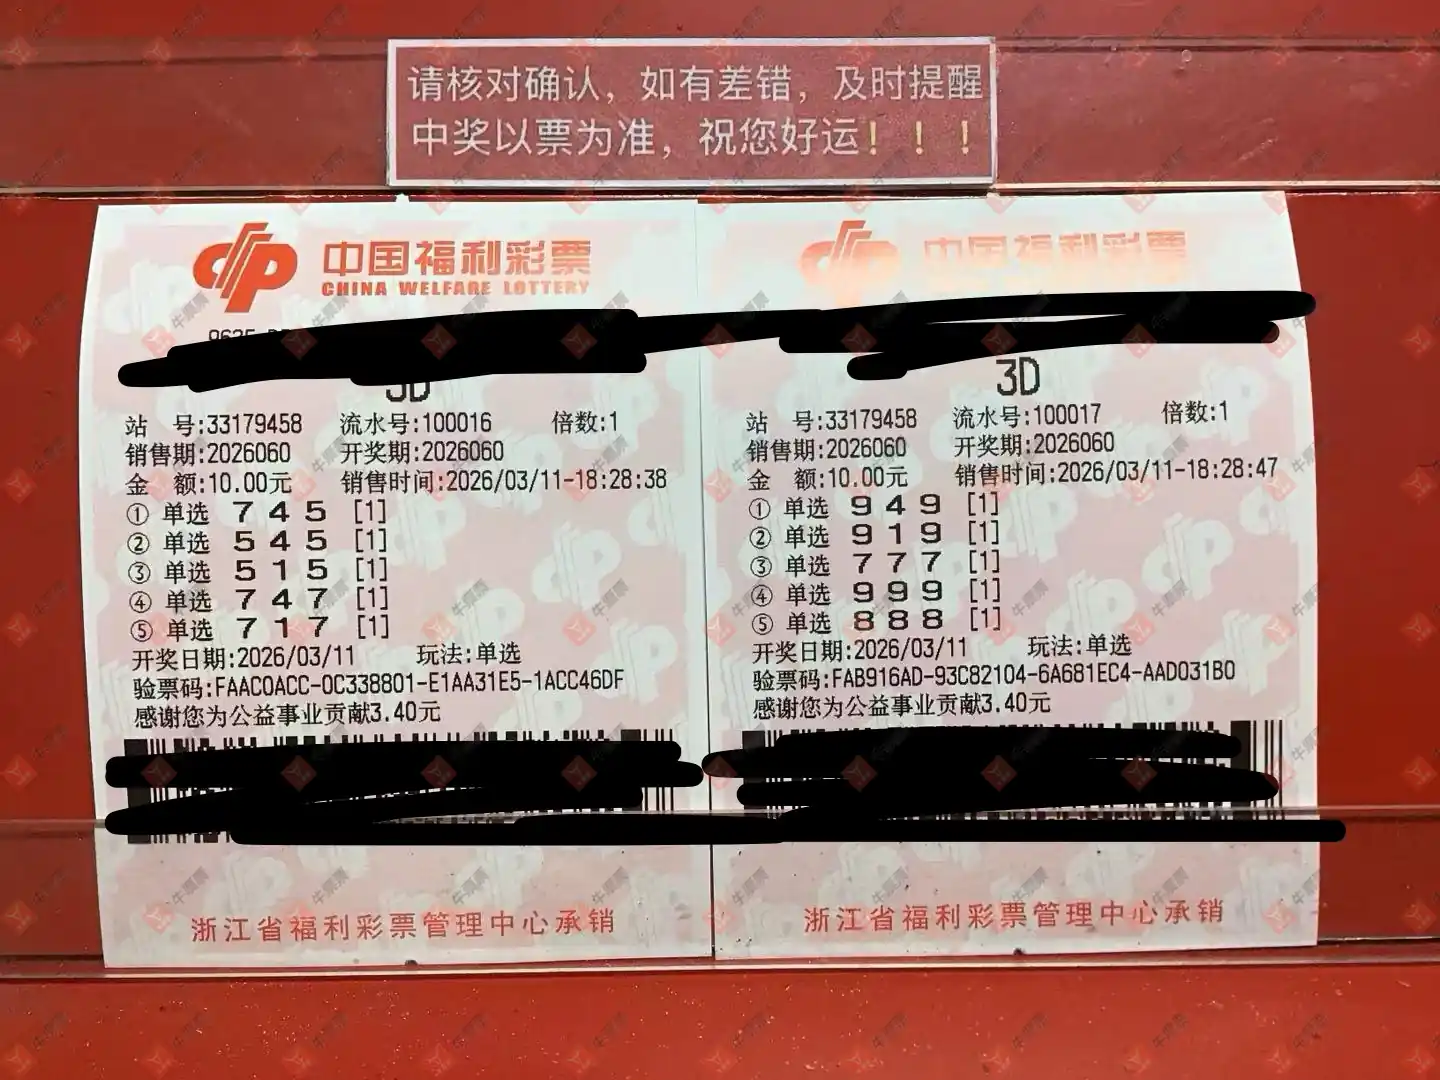 请核对确认，如有差错，及时提醒
中奖以票为准，祝您好运！！！
中国福利彩票
CHINA WELFARE LOTTERY
3D
站 号:33179458 流水号:100016 倍数:1
销售期:2026060 开奖期:2026060
金 额:10.00元 销售时间:2026/03/11-18:28:38
① 单选 7 4 5 [1]
② 单选 5 4 5 [1]
③ 单选 5 1 5 [1]
④ 单选 7 4 7 [1]
⑤ 单选 7 1 7 [1]
开奖日期:2026/03/11 玩法:单选
验票码:FAAC0ACC-0C338801-E1AA31E5-1ACC46DF
感谢您为公益事业贡献3.40元
浙江省福利彩票管理中心承销
中国福利彩票
3D
站 号:33179458 流水号:100017 倍数:1
销售期:2026060 开奖期:2026060
金 额:10.00元 销售时间:2026/03/11-18:28:47
① 单选 9 4 9 [1]
② 单选 9 1 9 [1]
③ 单选 7 7 7 [1]
④ 单选 9 9 9 [1]
⑤ 单选 8 8 8 [1]
开奖日期:2026/03/11 玩法:单选
验票码:FAB916AD-93C82104-6A681EC4-AAD031B0
感谢您为公益事业贡献3.40元
浙江省福利彩票管理中心承销